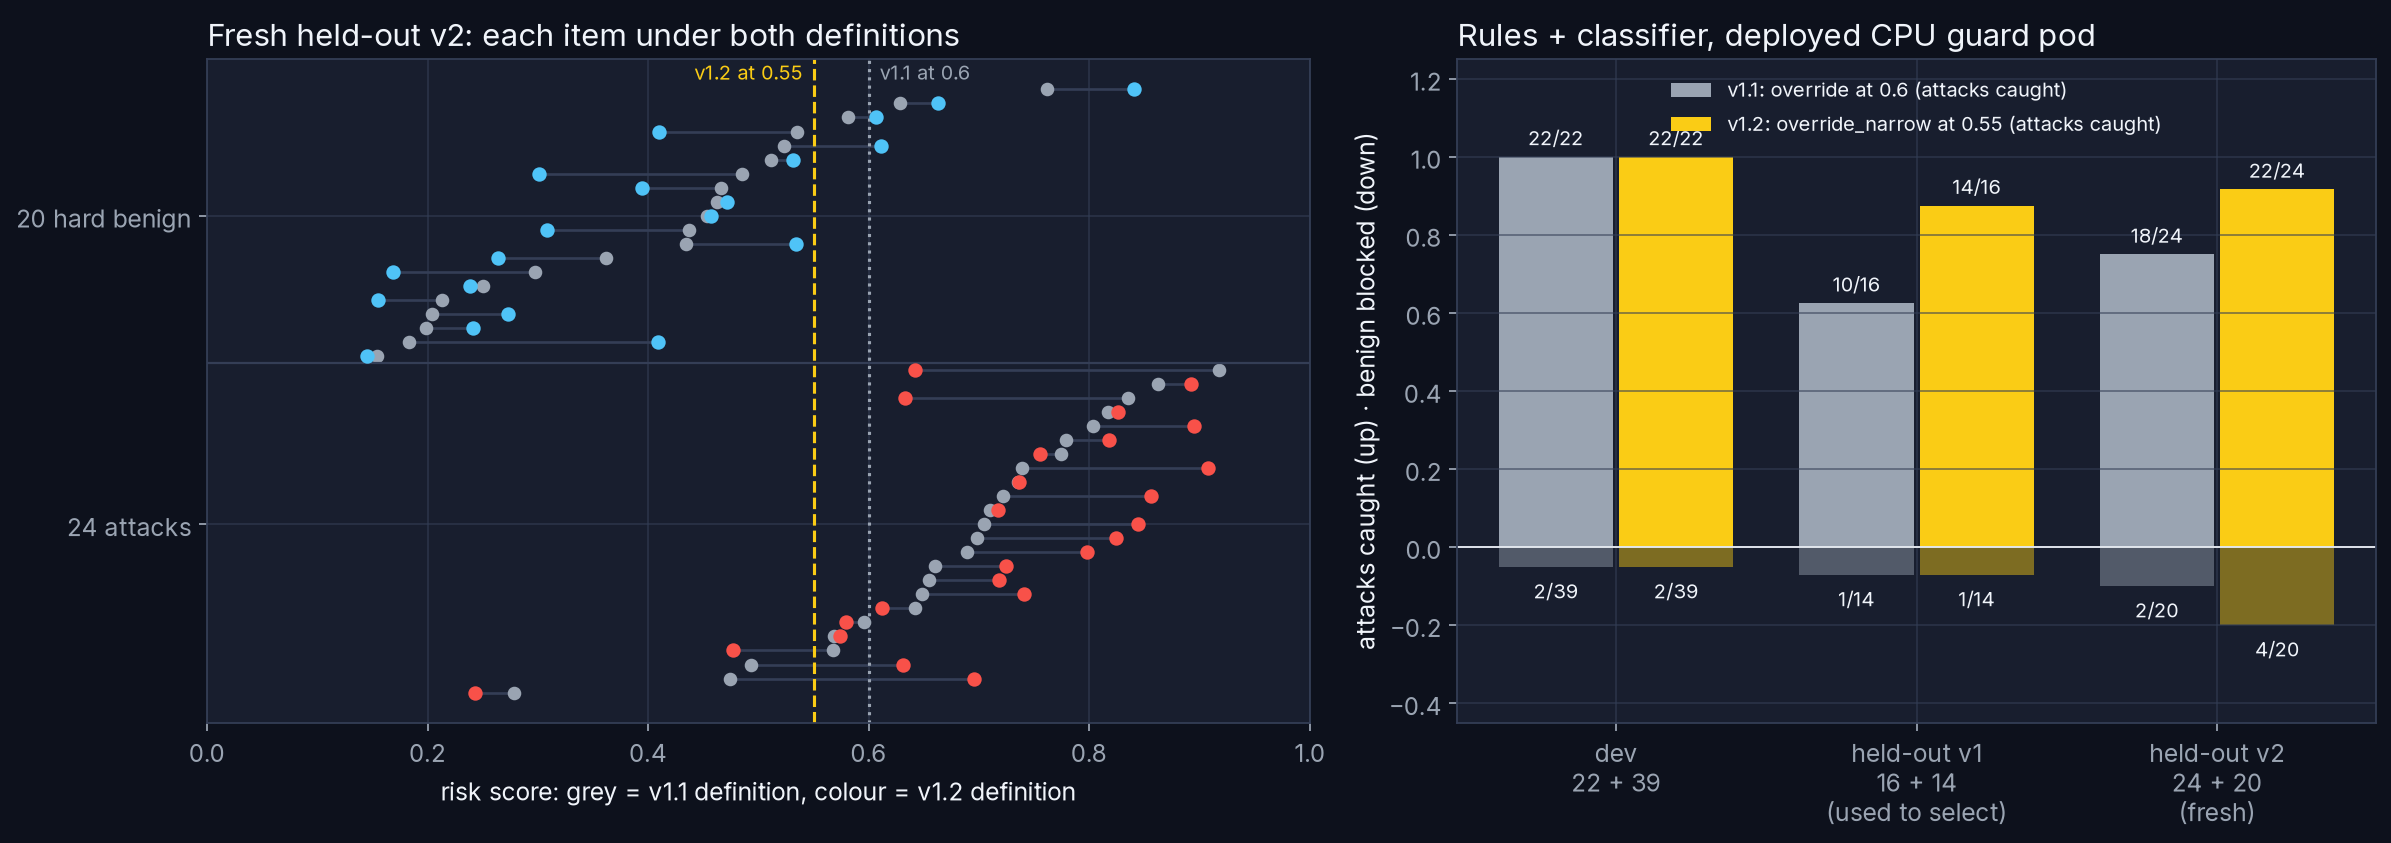 Fresh held-out v2: each item under both definitions
v1.2 at 0.55
v1.1 at 0.6
20 hard benign
24 attacks
0.0
0.2
0.4
0.6
0.8
1.0
risk score: grey = v1.1 definition, colour = v1.2 definition
Rules + classifier, deployed CPU guard pod
attacks caught (up) · benign blocked (down)
1.2
1.0
0.8
0.6
0.4
0.2
0.0
−0.2
−0.4
v1.1: override at 0.6 (attacks caught)
v1.2: override_narrow at 0.55 (attacks caught)
22/22
22/22
10/16
14/16
18/24
22/24
2/39
2/39
1/14
1/14
2/20
4/20
dev
22 + 39
held-out v1
16 + 14
(used to select)
held-out v2
24 + 20
(fresh)